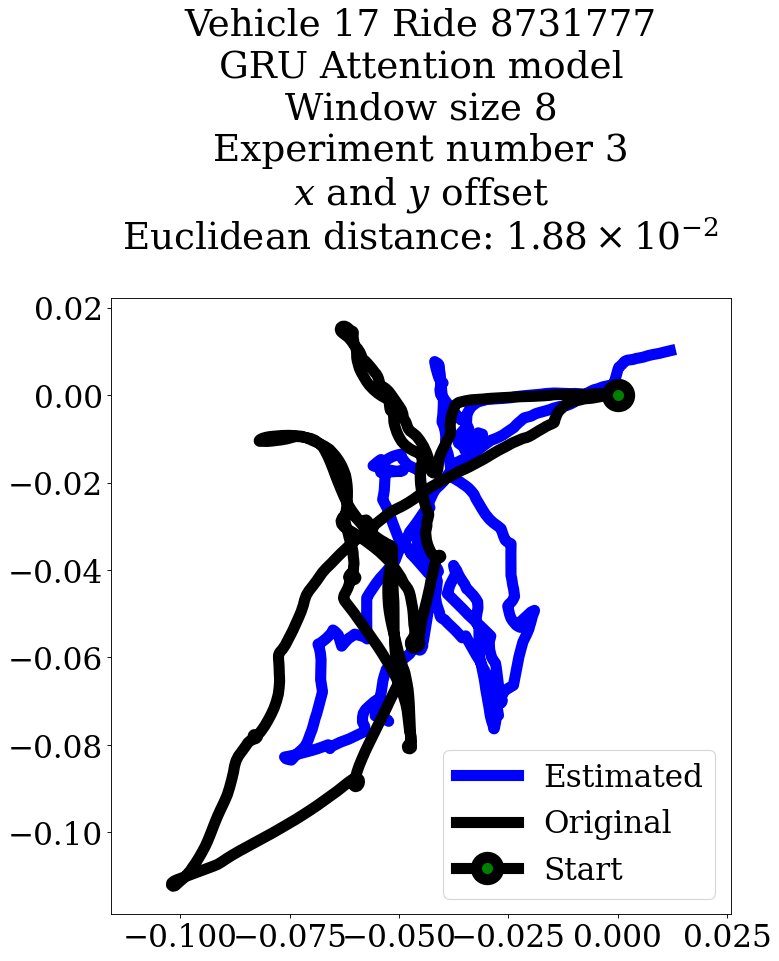 Vehicle 17 Ride 8731777
GRU Attention model
Window size 8
Experiment number 3
x and y offset
Euclidean distance: 1.88 × 10⁻²
0.02
0.00
−0.02
−0.04
−0.06
−0.08
−0.10
Estimated
Original
Start
−0.100 −0.075 −0.050 −0.025 0.000 0.025